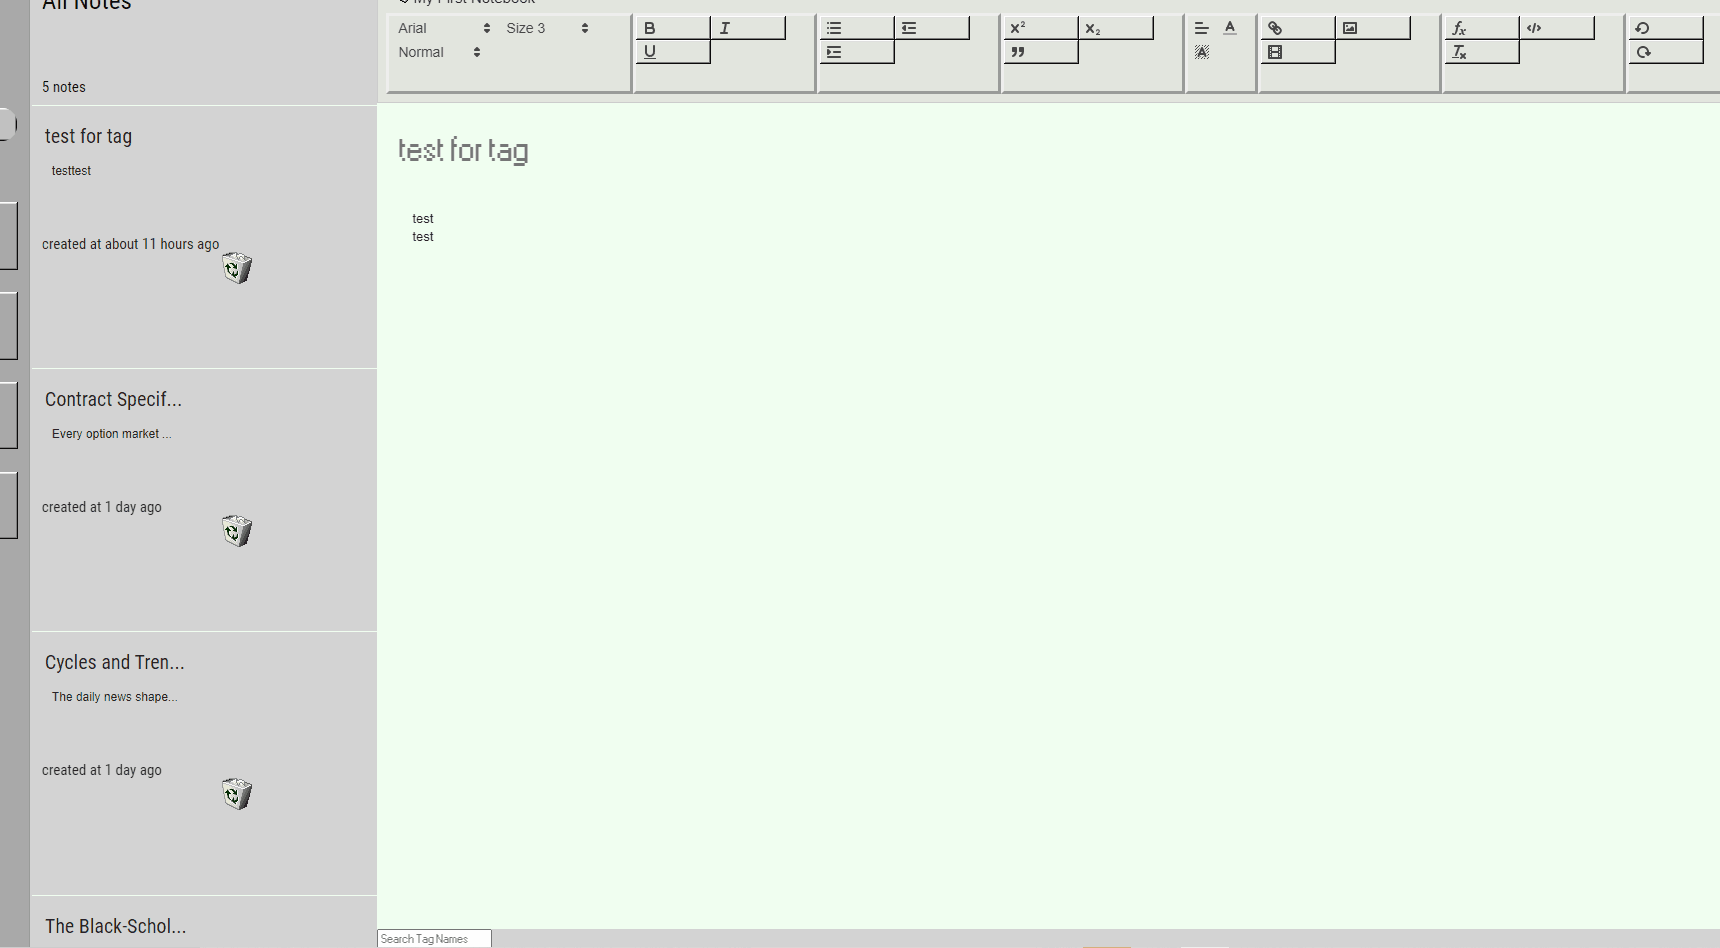 All Notes
5 notes
test for tag
testtest
created at about 11 hours ago
Contract Specif...
Every option market ...
created at 1 day ago
Cycles and Tren...
The daily news shape...
created at 1 day ago
The Black-Schol...
My First Notebook
Arial Size 3
Normal
test for tag
test
test
Search Tag Names